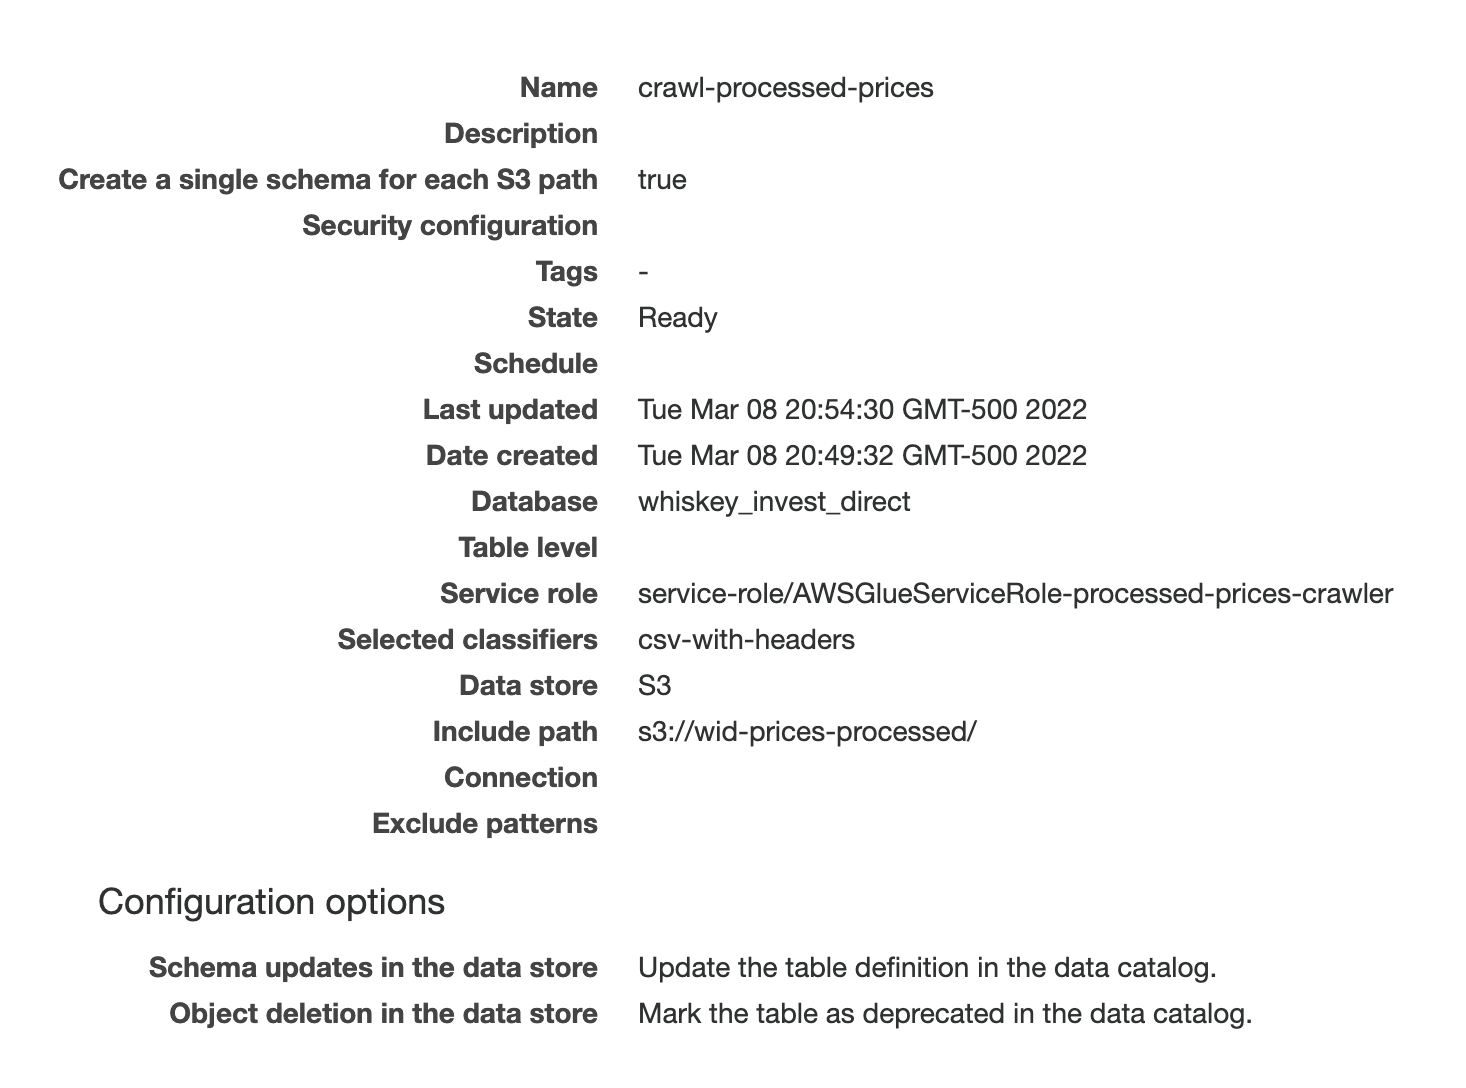 Name crawl-processed-prices
Description
Create a single schema for each S3 path true
Security configuration
Tags -
State Ready
Schedule
Last updated Tue Mar 08 20:54:30 GMT-500 2022
Date created Tue Mar 08 20:49:32 GMT-500 2022
Database whiskey_invest_direct
Table level
Service role service-role/AWSGlueServiceRole-processed-prices-crawler
Selected classifiers csv-with-headers
Data store S3
Include path s3://wid-prices-processed/
Connection
Exclude patterns
Configuration options
Schema updates in the data store Update the table definition in the data catalog.
Object deletion in the data store Mark the table as deprecated in the data catalog.